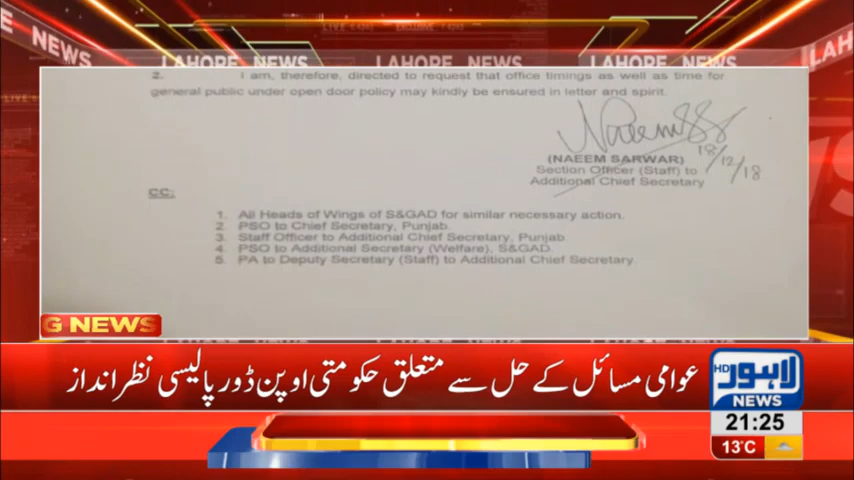 LAHORE NEWS
2. I am, therefore, directed to request that office timings as well as time for
general public under open door policy may kindly be ensured in letter and spirit.
Naeem
18/12/18
(NAEEM SARWAR)
Section Officer (Staff) to
Additional Chief Secretary
CC:
1. All Heads of Wings of S&GAD for similar necessary action.
2. PSO to Chief Secretary, Punjab.
3. Staff Officer to Additional Chief Secretary, Punjab
4. PSO to Additional Secretary (Welfare), S&GAD.
5. PA to Deputy Secretary (Staff) to Additional Chief Secretary.
G NEWS
عوامی مسائل کے حل سے متعلق حکومتی اوپن ڈور پالیسی نظرانداز
HD لاہور
NEWS
21:25
13°C